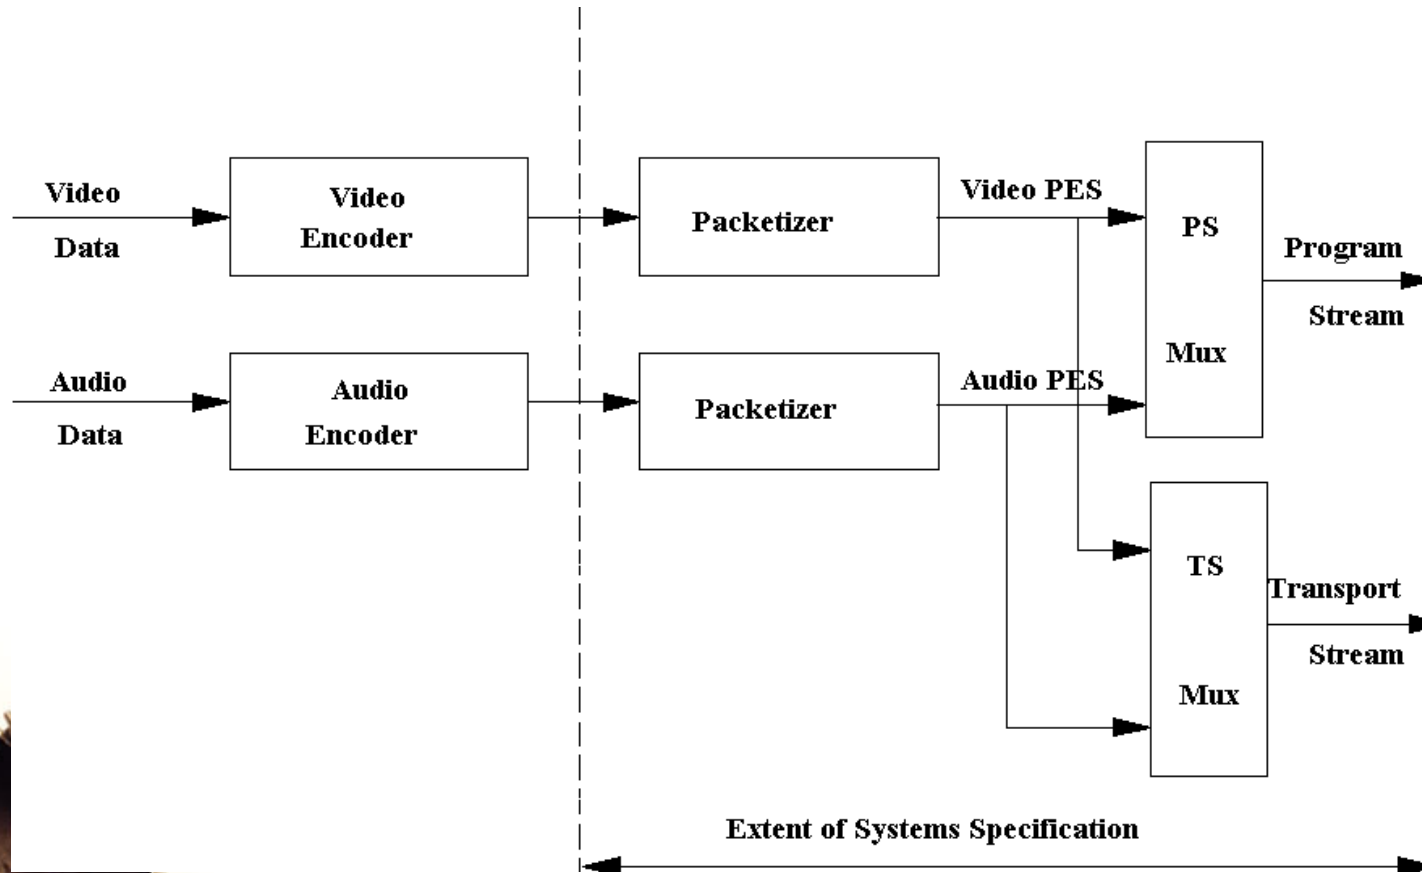 Video
Data
Video
Encoder
Packetizer
Video PES
PS
Mux
Program
Stream
Audio
Data
Audio
Encoder
Packetizer
Audio PES
TS
Mux
Transport
Stream
Extent of Systems Specification